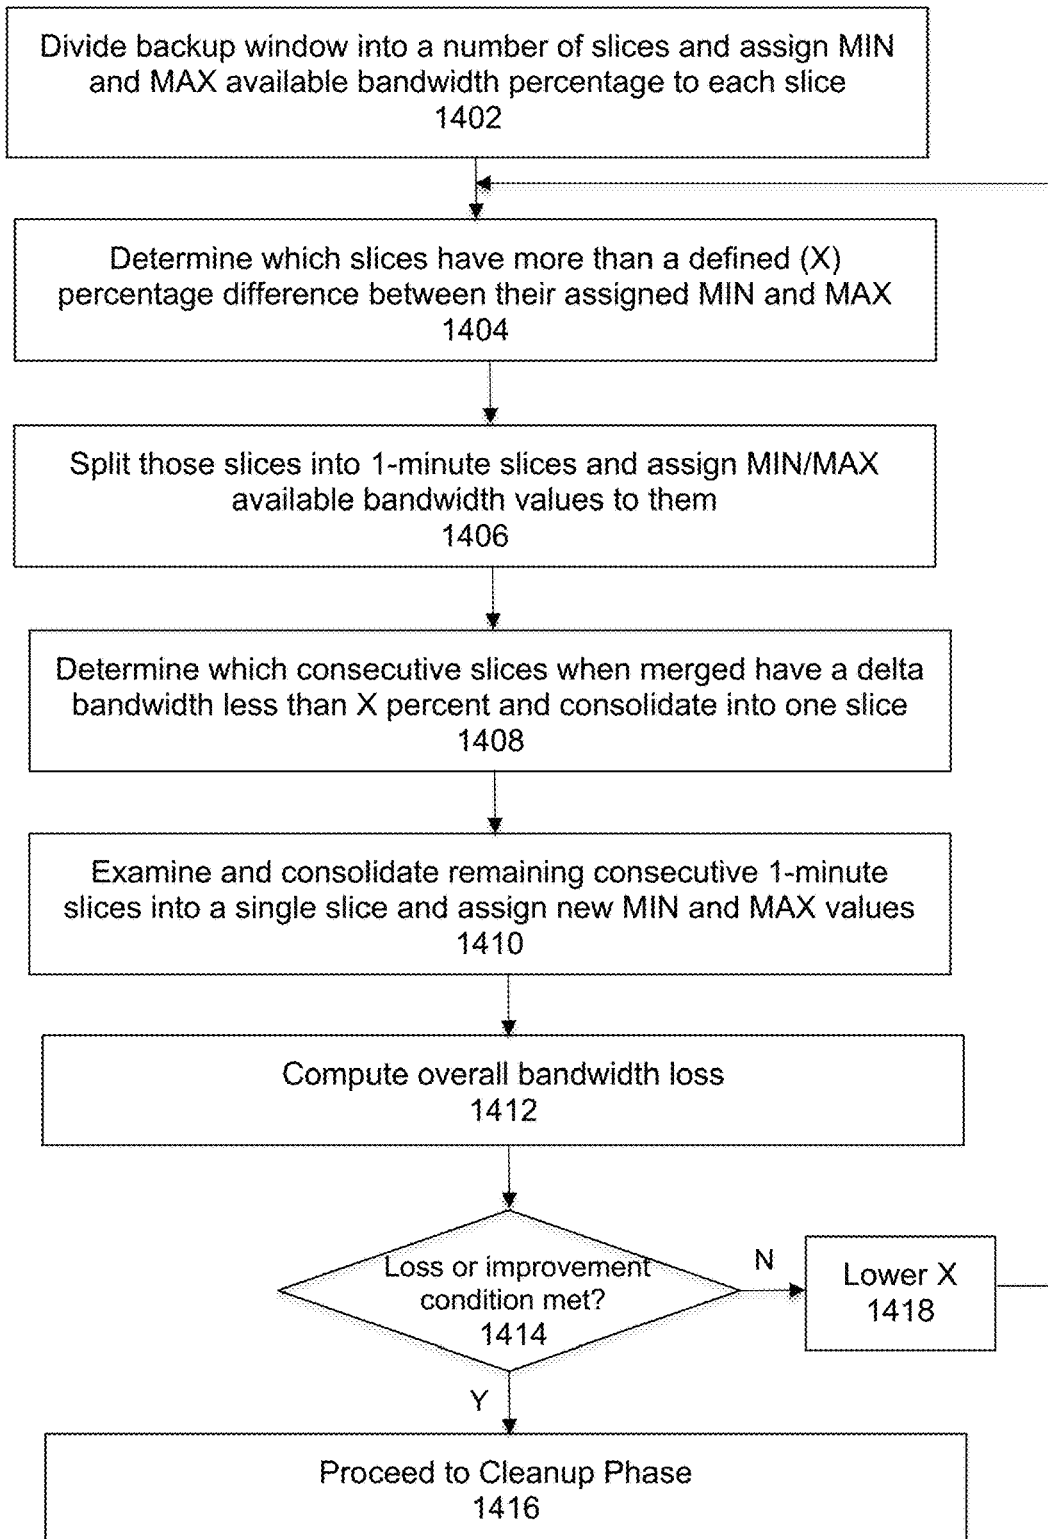 Divide backup window into a number of slices and assign MIN
and MAX available bandwidth percentage to each slice
1402
Determine which slices have more than a defined (X)
percentage difference between their assigned MIN and MAX
1404
Split those slices into 1-minute slices and assign MIN/MAX
available bandwidth values to them
1406
Determine which consecutive slices when merged have a delta
bandwidth less than X percent and consolidate into one slice
1408
Examine and consolidate remaining consecutive 1-minute
slices into a single slice and assign new MIN and MAX values
1410
Compute overall bandwidth loss
1412
Loss or improvement
condition met?
1414
N
Lower X
1418
Y
Proceed to Cleanup Phase
1416